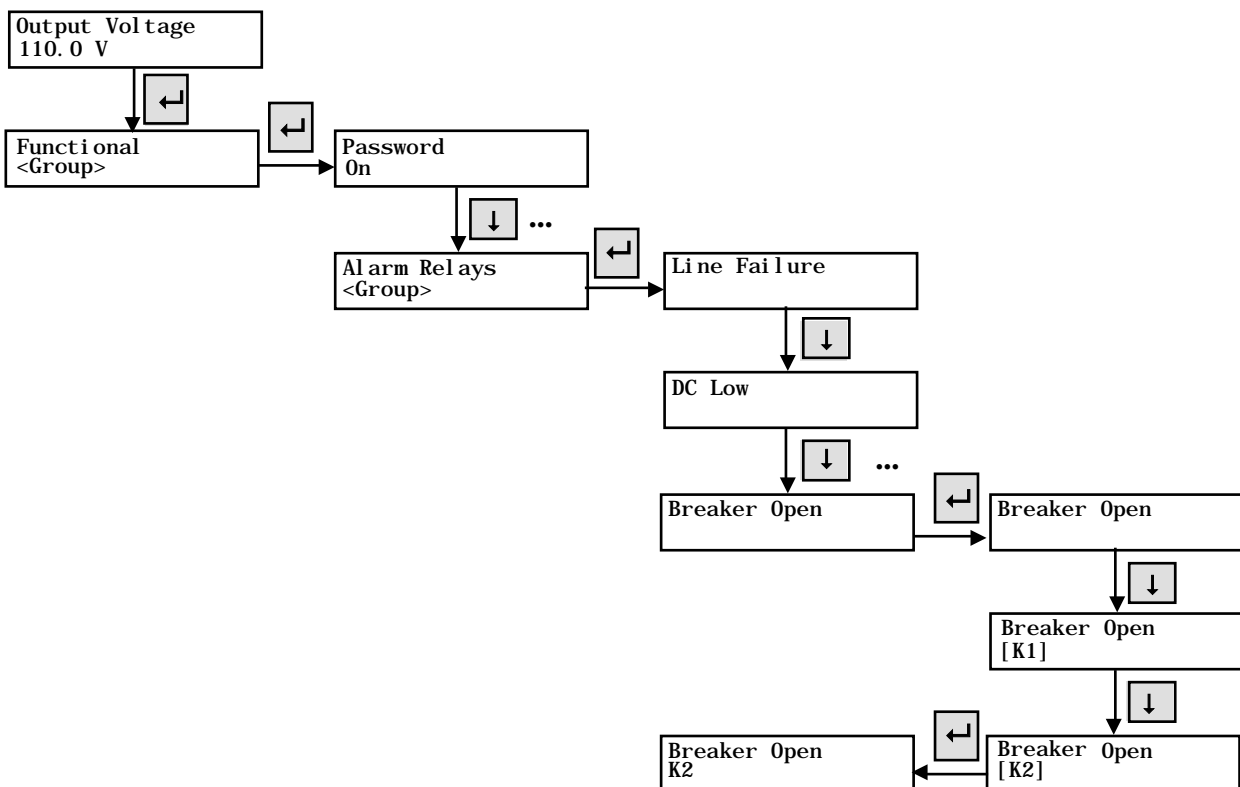 Output Voltage
110.0 V
Functional
<Group>
Password
On
...
Alarm Relays
<Group>
Line Failure
DC Low
...
Breaker Open
Breaker Open
Breaker Open
[K1]
Breaker Open
K2
Breaker Open
[K2]